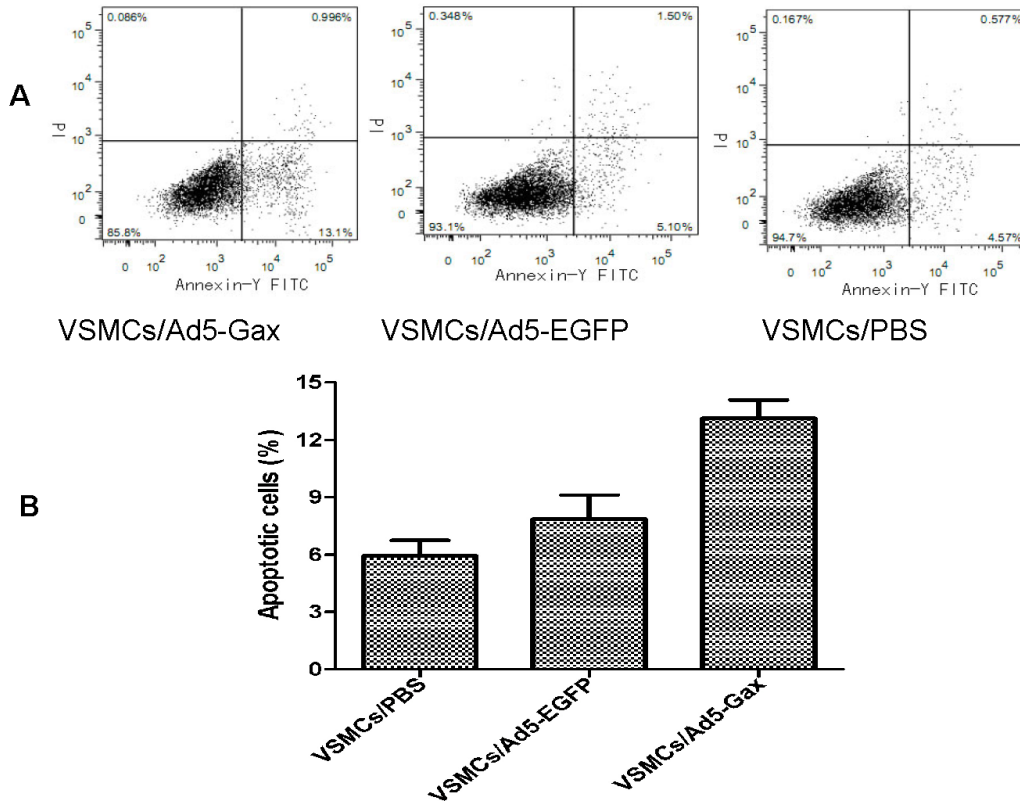 A
0.086% 0.996%
10^5
10^4
10^3
10^2
0
PI
85.8% 13.1%
0 10^2 10^3 10^4 10^5
Annexin-Y FITC
VSMCs/Ad5-Gax
0.348% 1.50%
10^5
10^4
10^3
10^2
0
PI
93.1% 5.10%
0 10^2 10^3 10^4 10^5
Annexin-Y FITC
VSMCs/Ad5-EGFP
0.167% 0.577%
10^5
10^4
10^3
10^2
0
PI
94.7% 4.57%
0 10^2 10^3 10^4 10^5
Annexin-Y FITC
VSMCs/PBS
B
Apoptotic cells (%)
15
12
9
6
3
0
VSMCs/PBS
VSMCs/Ad5-EGFP
VSMCs/Ad5-Gax